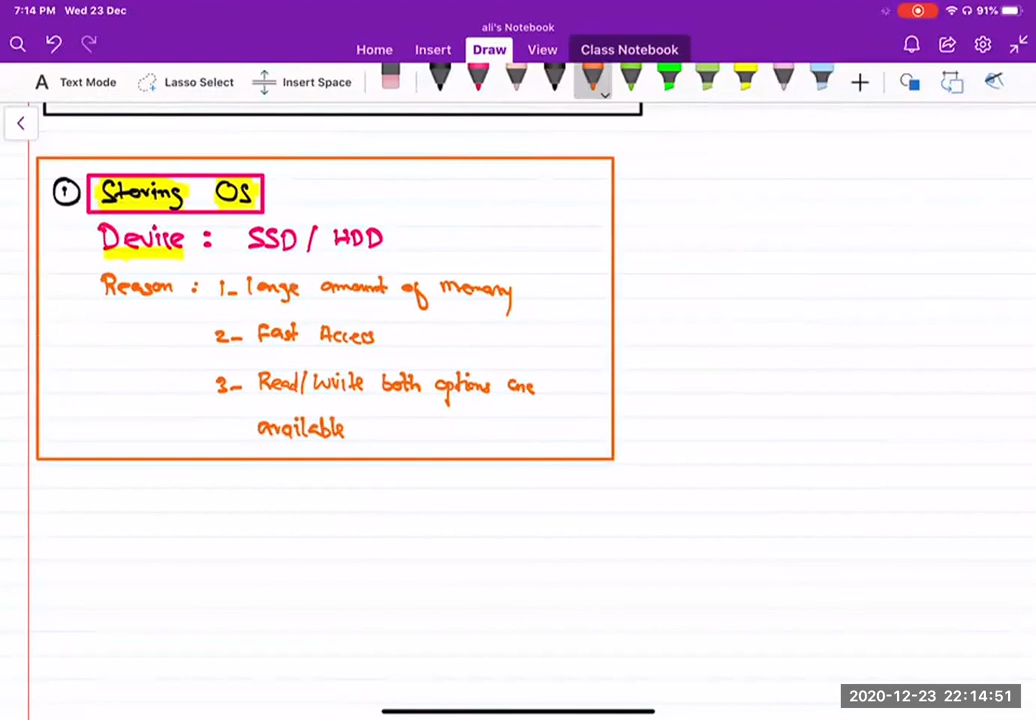 7:14 PM Wed 23 Dec
91%
ali's Notebook
Home Insert Draw View Class Notebook
A Text Mode Lasso Select Insert Space
① Storing OS
Device : SSD / HDD
Reason : 1- large amount of memory
2- Fast Access
3- Read/Write both options are
available
2020-12-23 22:14:51